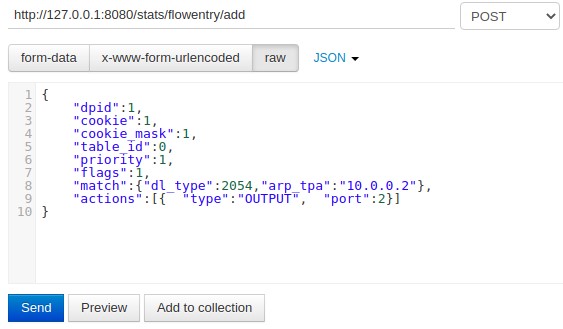 http://127.0.0.1:8080/stats/flowentry/add POST
form-data x-www-form-urlencoded raw JSON
1 {
2 "dpid":1,
3 "cookie":1,
4 "cookie_mask":1,
5 "table_id":0,
6 "priority":1,
7 "flags":1,
8 "match":{"dl_type":2054,"arp_tpa":"10.0.0.2"},
9 "actions":[{ "type":"OUTPUT", "port":2}]
10 }
Send Preview Add to collection